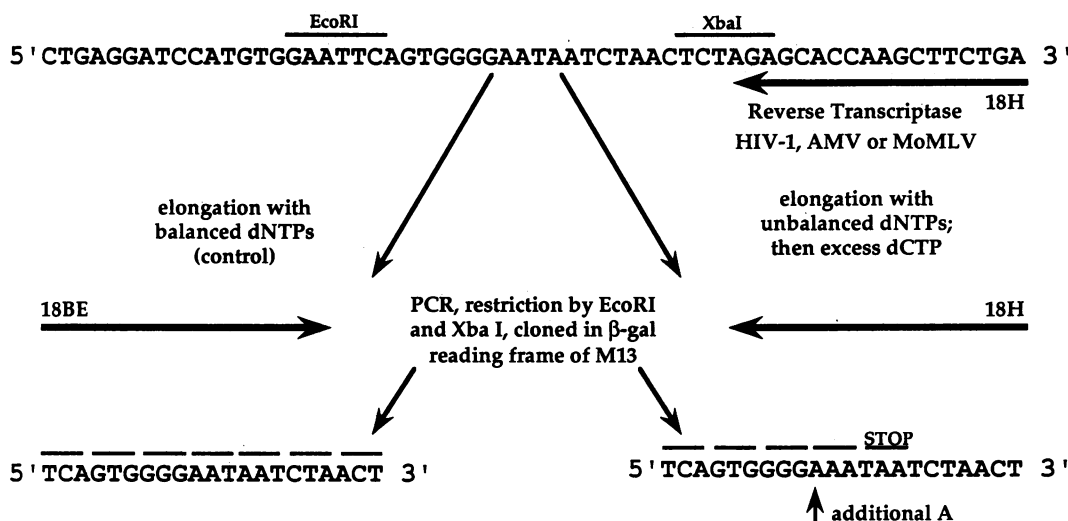 EcoRI
XbaI
5'CTGAGGATCCATGTGGAATTCAGTGGGGAATAATCTAACTCTAGAGCACCAAGCTTCTGA 3'
18H
Reverse Transcriptase
HIV-1, AMV or MoMLV
elongation with
balanced dNTPs
(control)
elongation with
unbalanced dNTPs;
then excess dCTP
18BE
PCR, restriction by EcoRI
and Xba I, cloned in β-gal
reading frame of M13
18H
5'TCAGTGGGGAATAATCTAACT 3'
STOP
5'TCAGTGGGGAAATAATCTAACT 3'
additional A